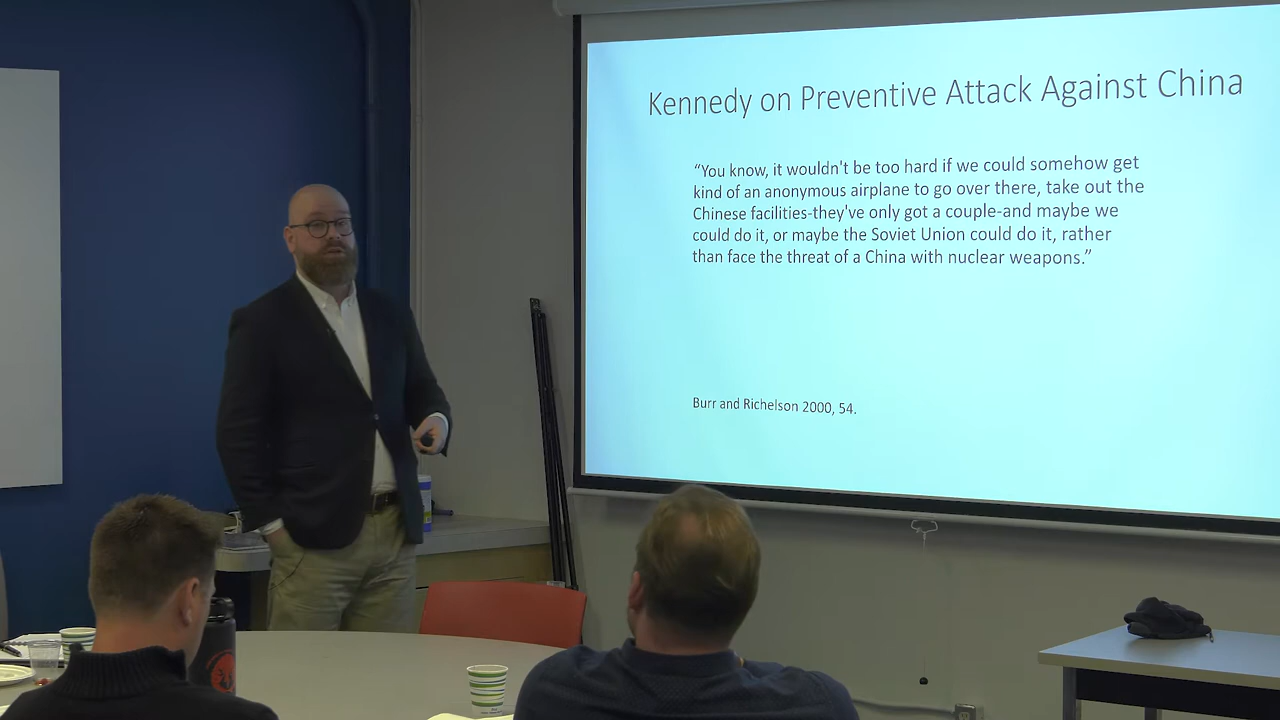 Kennedy on Preventive Attack Against China
“You know, it wouldn't be too hard if we could somehow get
kind of an anonymous airplane to go over there, take out the
Chinese facilities-they've only got a couple-and maybe we
could do it, or maybe the Soviet Union could do it, rather
than face the threat of a China with nuclear weapons.”
Burr and Richelson 2000, 54.